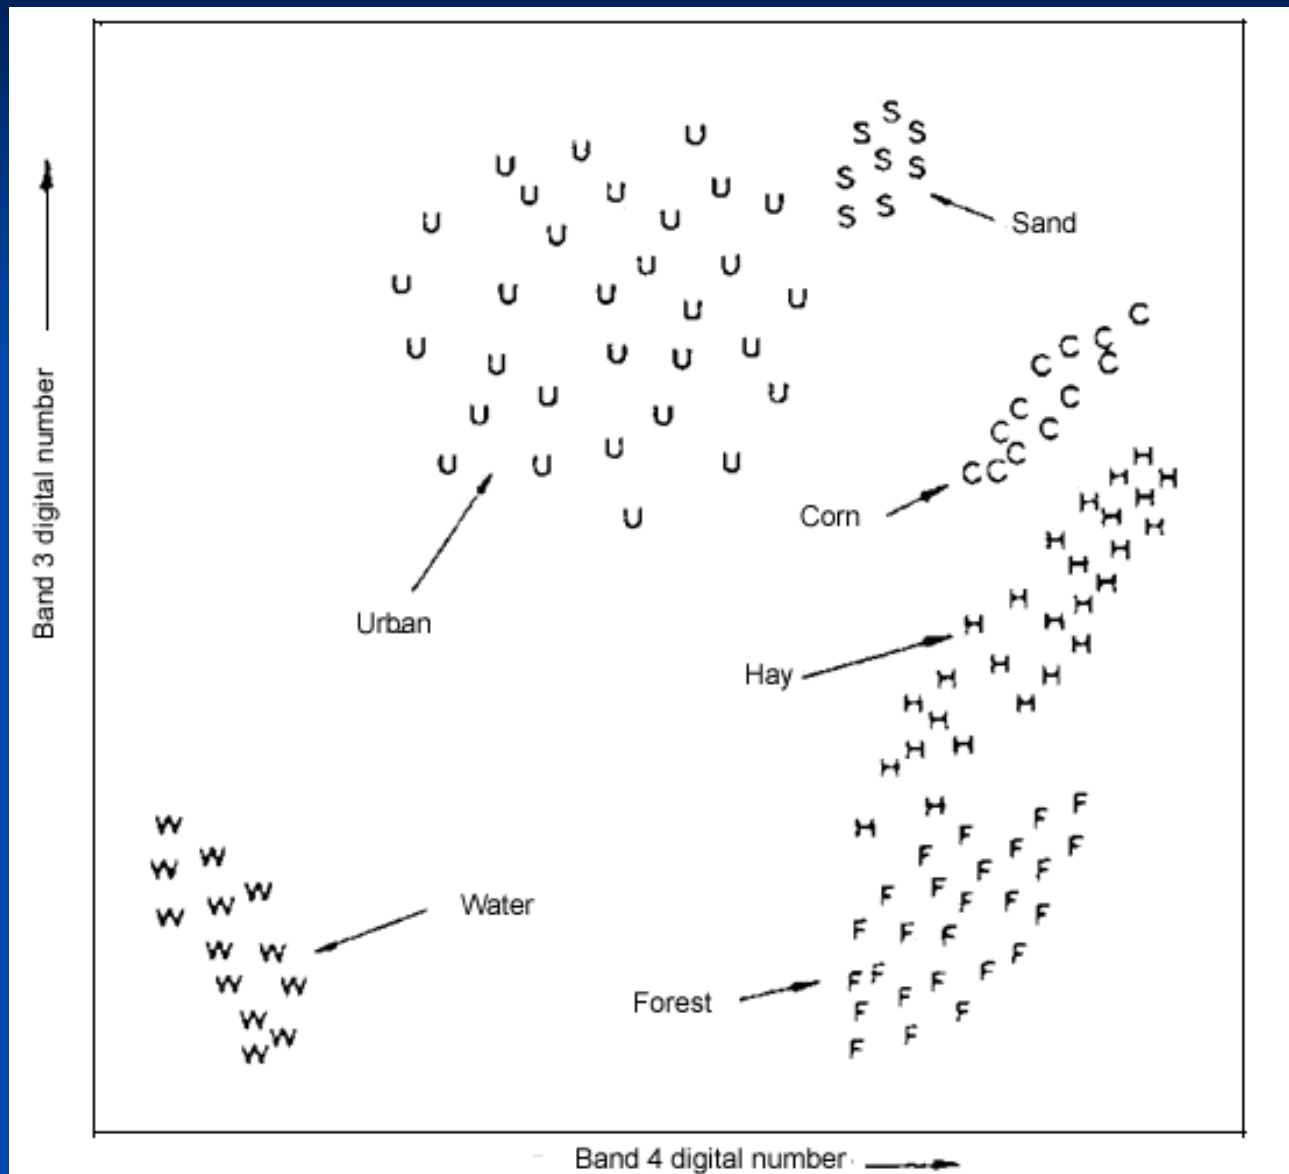 U U U U U U U U U U U U U U U U U U U U U U U U U U U U U U U
S S S S S S S S
Sand
C C C C C C C C C C C C
Corn
Urban
H H H H H H H H H H H H H H H H H H H H H H H H H H H
Hay
W W W W W W W W W W W W W
Water
F F F F F F F F F F F F F F F F F F F F F F F F F F
Forest
Band 3 digital number
Band 4 digital number